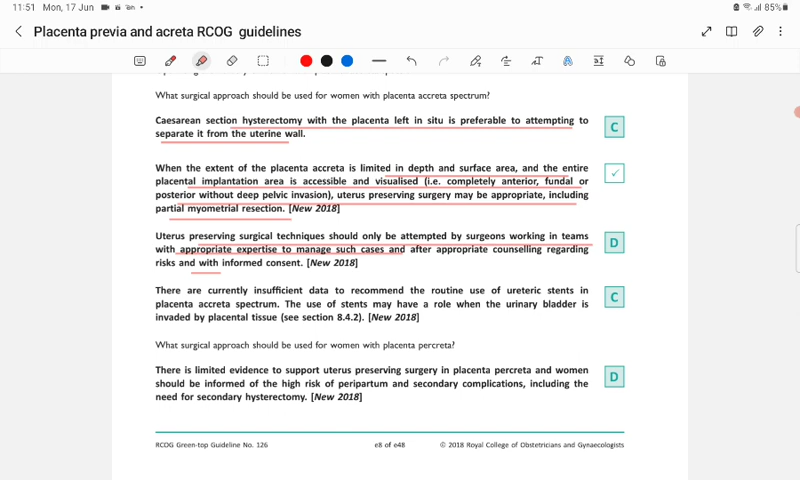 11:51 Mon, 17 Jun
85%
Placenta previa and acreta RCOG guidelines
What surgical approach should be used for women with placenta accreta spectrum?
Caesarean section hysterectomy with the placenta left in situ is preferable to attempting to
separate it from the uterine wall.
C
When the extent of the placenta accreta is limited in depth and surface area, and the entire
placental implantation area is accessible and visualised (i.e. completely anterior, fundal or
posterior without deep pelvic invasion), uterus preserving surgery may be appropriate, including
partial myometrial resection. [New 2018]
✓
Uterus preserving surgical techniques should only be attempted by surgeons working in teams
with appropriate expertise to manage such cases and after appropriate counselling regarding
risks and with informed consent. [New 2018]
D
There are currently insufficient data to recommend the routine use of ureteric stents in
placenta accreta spectrum. The use of stents may have a role when the urinary bladder is
invaded by placental tissue (see section 8.4.2). [New 2018]
C
What surgical approach should be used for women with placenta percreta?
There is limited evidence to support uterus preserving surgery in placenta percreta and women
should be informed of the high risk of peripartum and secondary complications, including the
need for secondary hysterectomy. [New 2018]
D
RCOG Green-top Guideline No. 126
e8 of e48
© 2018 Royal College of Obstetricians and Gynaecologists